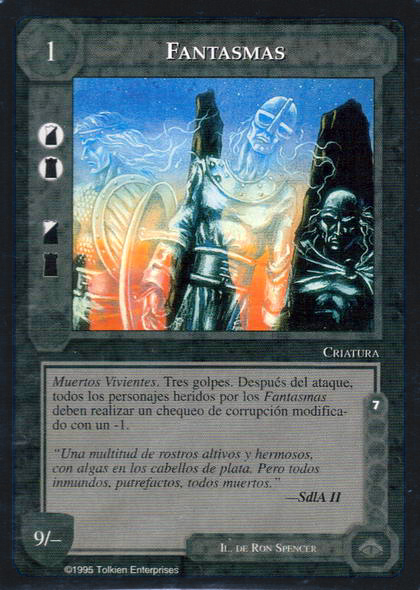 1
FANTASMAS
CRIATURA
Muertos Vivientes. Tres golpes. Después del ataque,
todos los personajes heridos por los Fantasmas
deben realizar un chequeo de corrupción modifica-
do con un -1.
7
“Una multitud de rostros altivos y hermosos,
con algas en los cabellos de plata. Pero todos
inmundos, putrefactos, todos muertos.”
—SdlA II
9/–
IL. DE RON SPENCER
©1995 Tolkien Enterprises